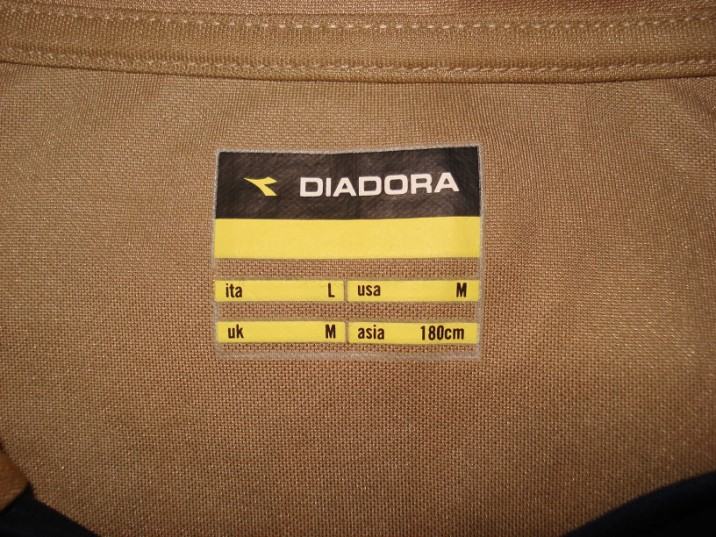 DIADORA
ita L usa M
uk M asia 180cm